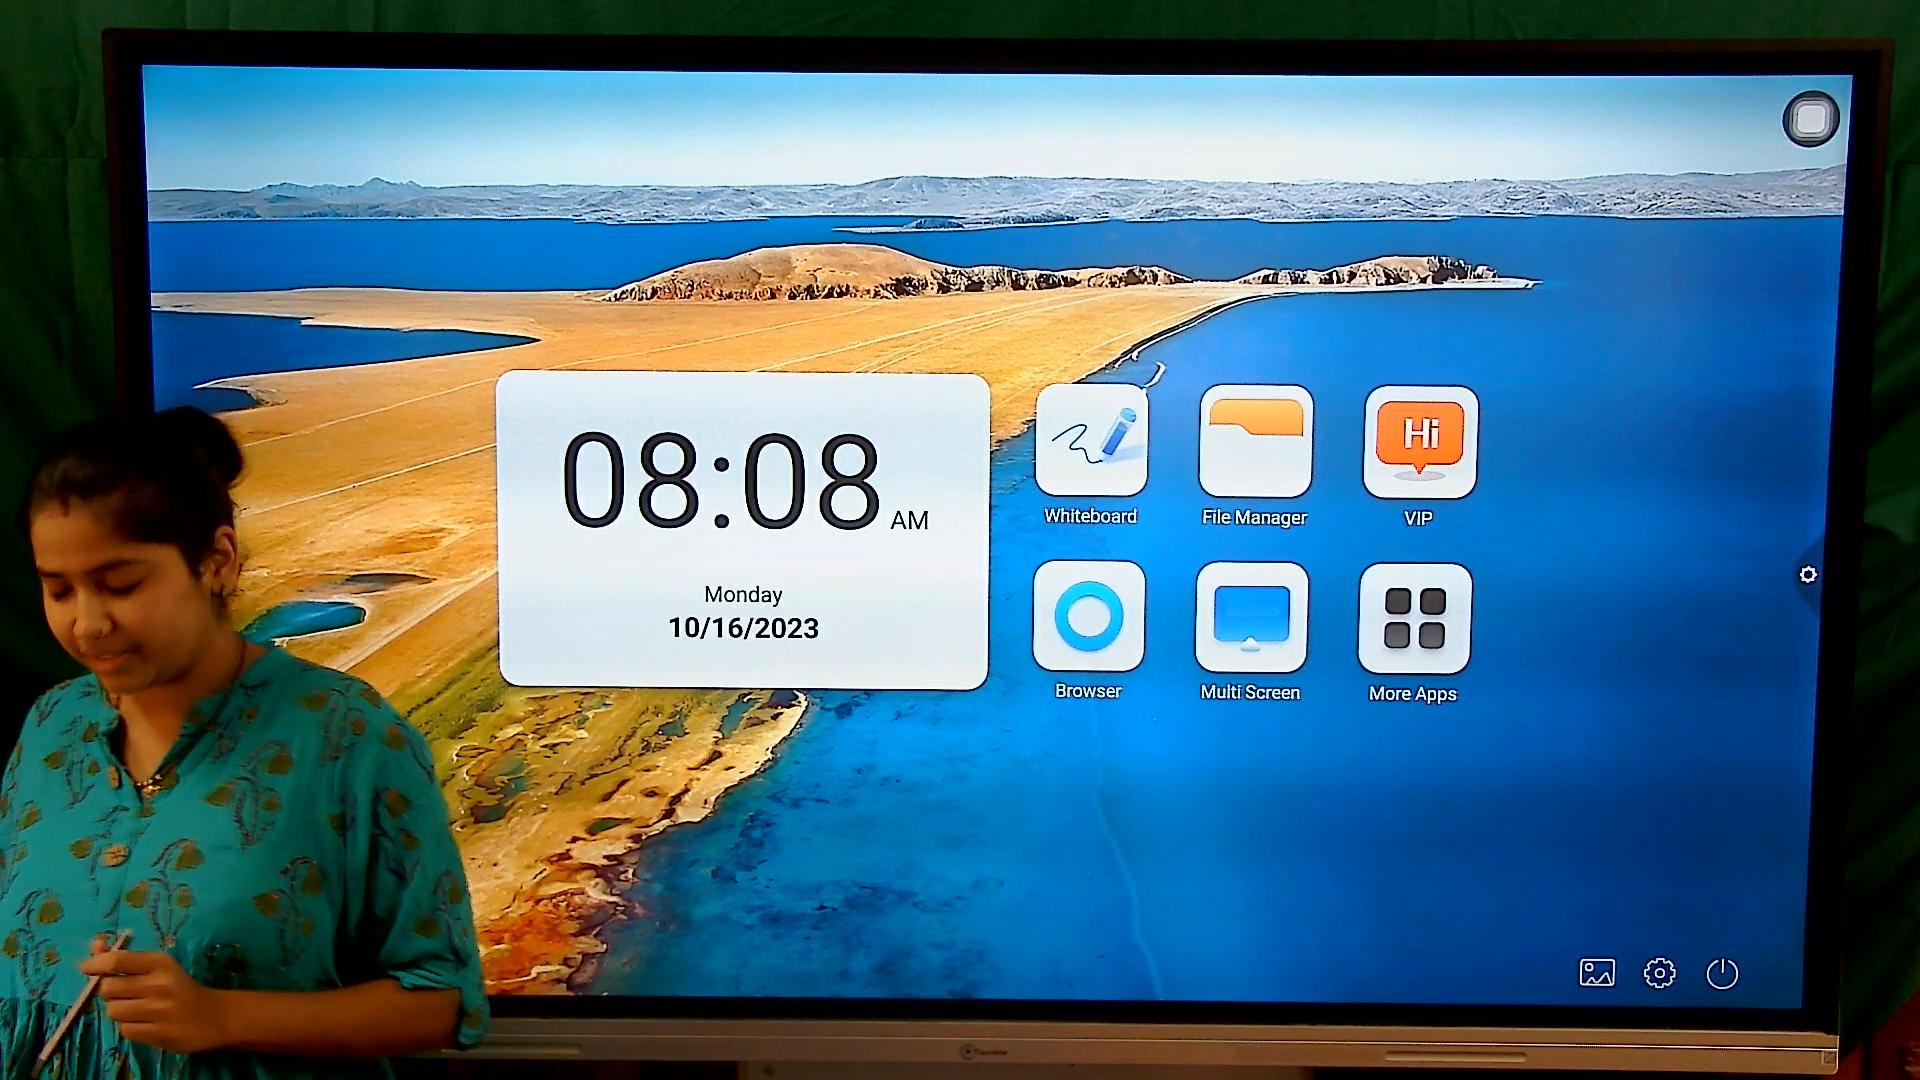 08:08 AM
Monday
10/16/2023
Whiteboard
File Manager
Hi
VIP
Browser
Multi Screen
More Apps